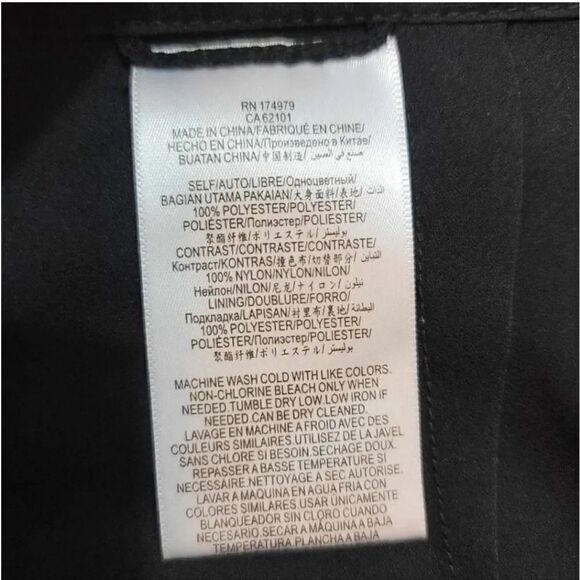 RN 174979
CA 62101
MADE IN CHINA/FABRIQUÉ EN CHINE/
HECHO EN CHINA/Произведено в Китае/
BUATAN CHINA/中国制造/ صنع في الصين/
SELF/AUTO/LIBRE/Одноцветный/
BAGIAN UTAMA PAKAIAN/大身面料/表地/ الذات/
100% POLYESTER/POLYESTER/
POLIÉSTER/Полиэстер/POLYESTER/
聚酯纤维/ポリエステル/ بوليستر/
CONTRAST/CONTRASTE/CONTRASTE/
Контраст/KONTRAS/撞色布/切替部分/ التباين/
100% NYLON/NYLON/NILON/
Нейлон/NILON/尼龙/ナイロン/ نيلون/
LINING/DOUBLURE/FORRO/
Подкладка/LAPISAN/衬里布/裏地/ البطانة/
100% POLYESTER/POLYESTER/
POLIÉSTER/Полиэстер/POLYESTER/
聚酯纤维/ポリエステル/ بوليستر/
MACHINE WASH COLD WITH LIKE COLORS.
NON-CHLORINE BLEACH ONLY WHEN
NEEDED.TUMBLE DRY LOW.LOW IRON IF
NEEDED.CAN BE DRY CLEANED.
LAVAGE EN MACHINE A FROID AVEC DES
COULEURS SIMILAIRES.UTILISEZ DE LA JAVEL
SANS CHLORE SI BESOIN.SECHAGE DOUX.
REPASSER A BASSE TEMPERATURE SI
NECESSAIRE.NETTOYAGE A SEC AUTORISE.
LAVAR A MAQUINA EN AGUA FRIA CON
COLORES SIMILARES.USAR ÚNICAMENTE
BLANQUEADOR SIN CLORO CUANDO
NECESARIO.SECAR A MÁQUINA A BAJA
TEMPERATURA.PLANCHA A BAJA